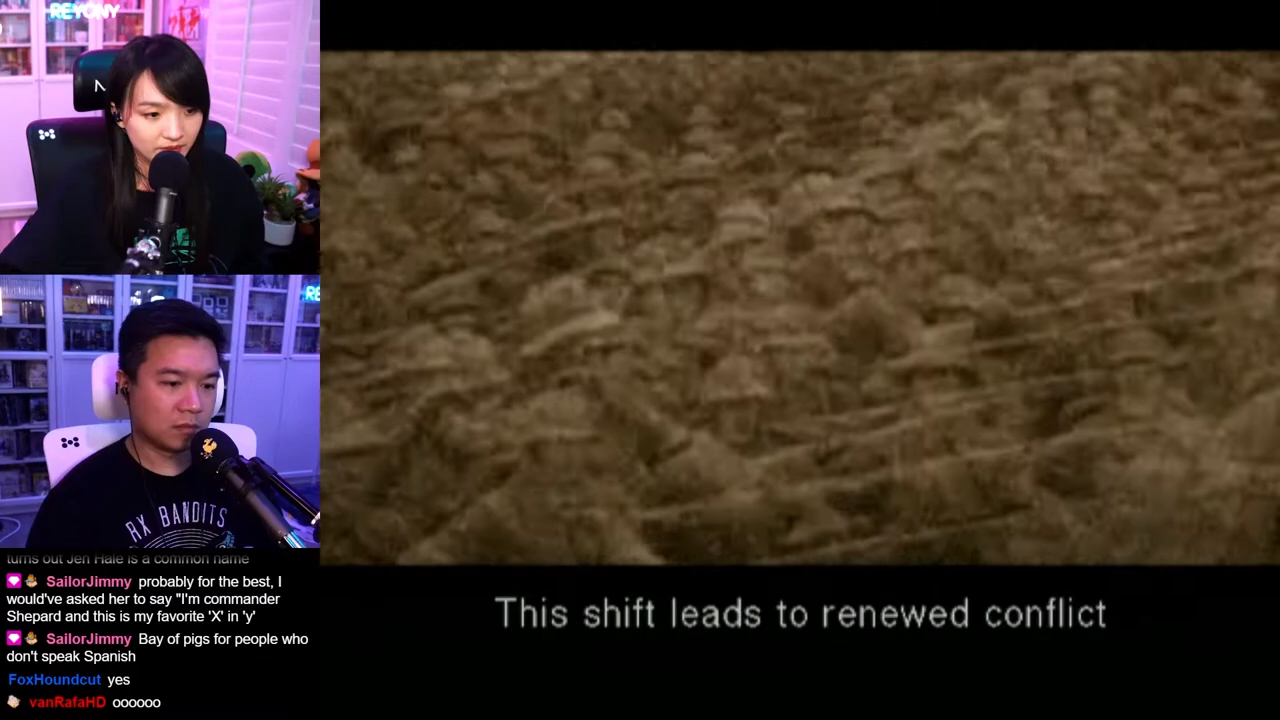 REYONY
RE
RX BANDITS
turns out Jen Hale is a common name
SailorJimmy probably for the best, I
would've asked her to say "I'm commander
Shepard and this is my favorite 'X' in 'y'
SailorJimmy Bay of pigs for people who
don't speak Spanish
FoxHoundcut yes
vanRafaHD oooooo
This shift leads to renewed conflict